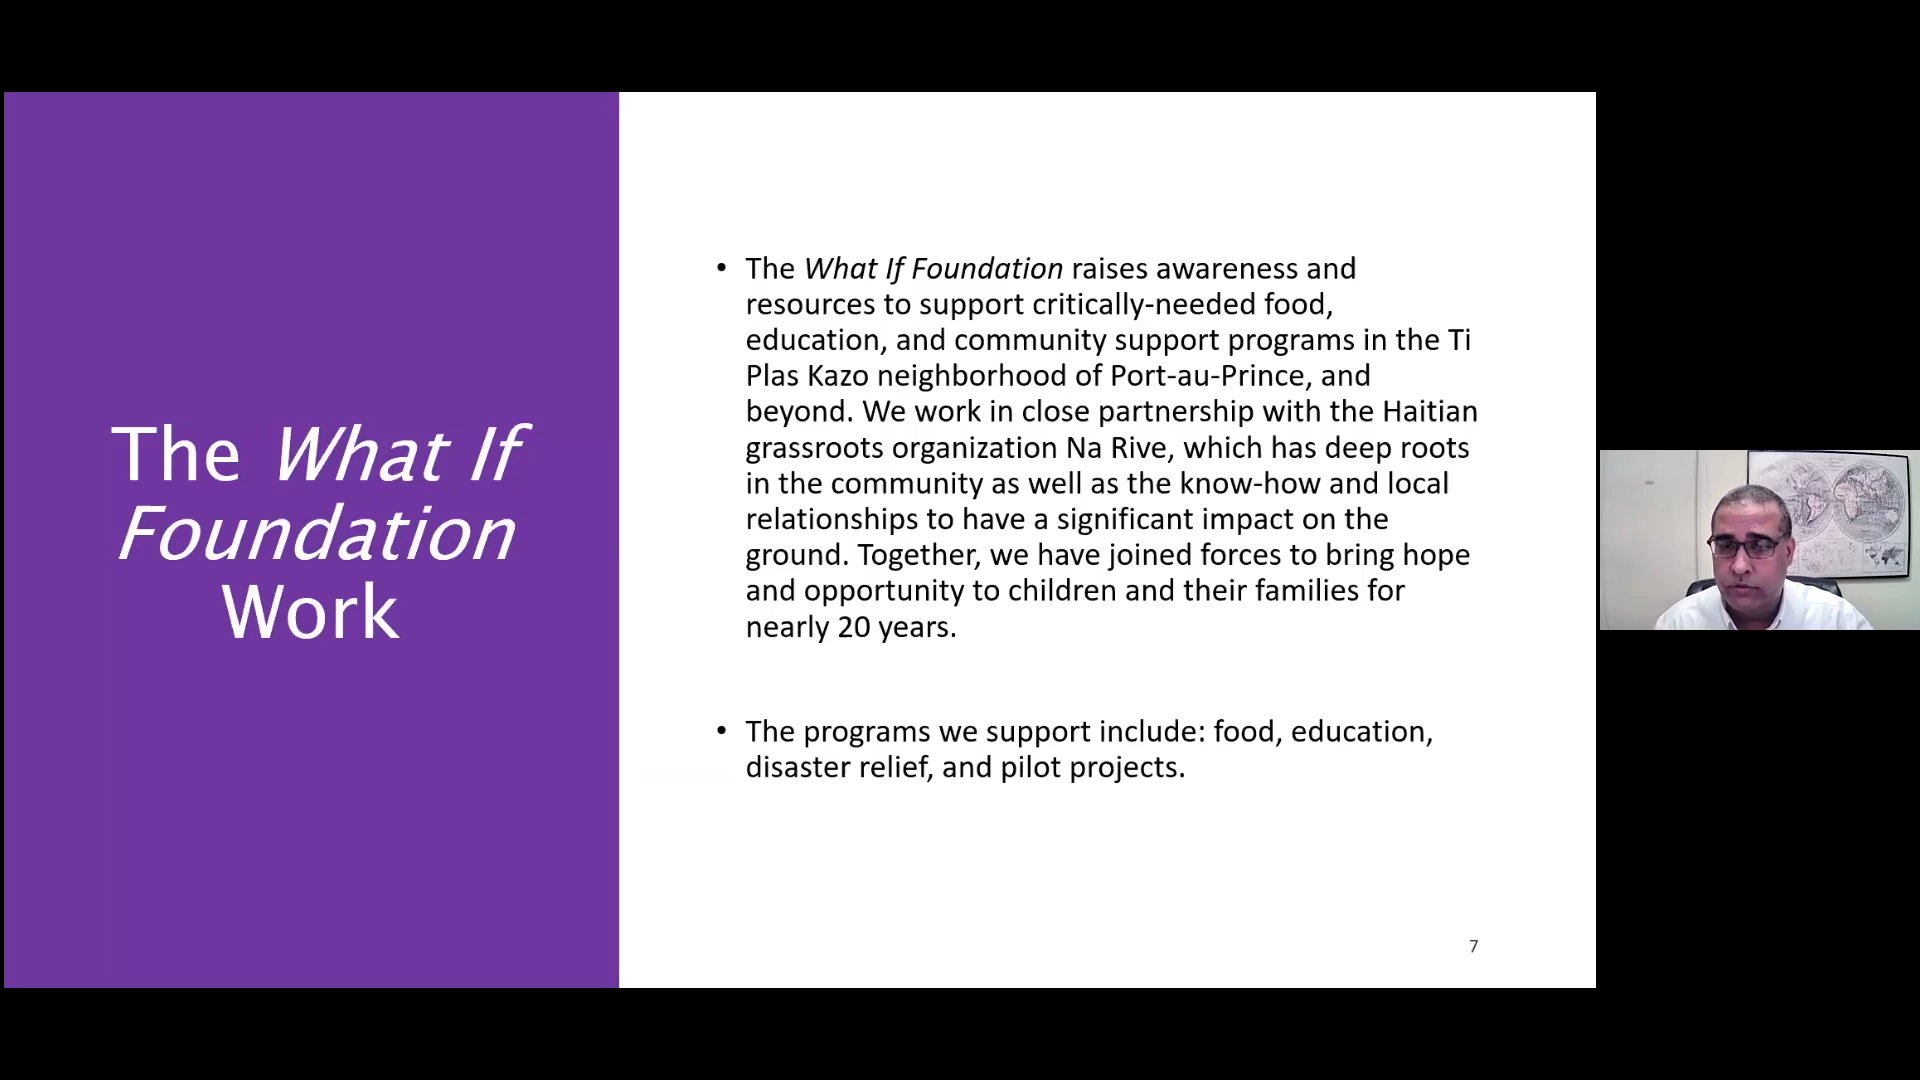 The What If
Foundation
Work
• The What If Foundation raises awareness and
resources to support critically-needed food,
education, and community support programs in the Ti
Plas Kazo neighborhood of Port-au-Prince, and
beyond. We work in close partnership with the Haitian
grassroots organization Na Rive, which has deep roots
in the community as well as the know-how and local
relationships to have a significant impact on the
ground. Together, we have joined forces to bring hope
and opportunity to children and their families for
nearly 20 years.
• The programs we support include: food, education,
disaster relief, and pilot projects.
7